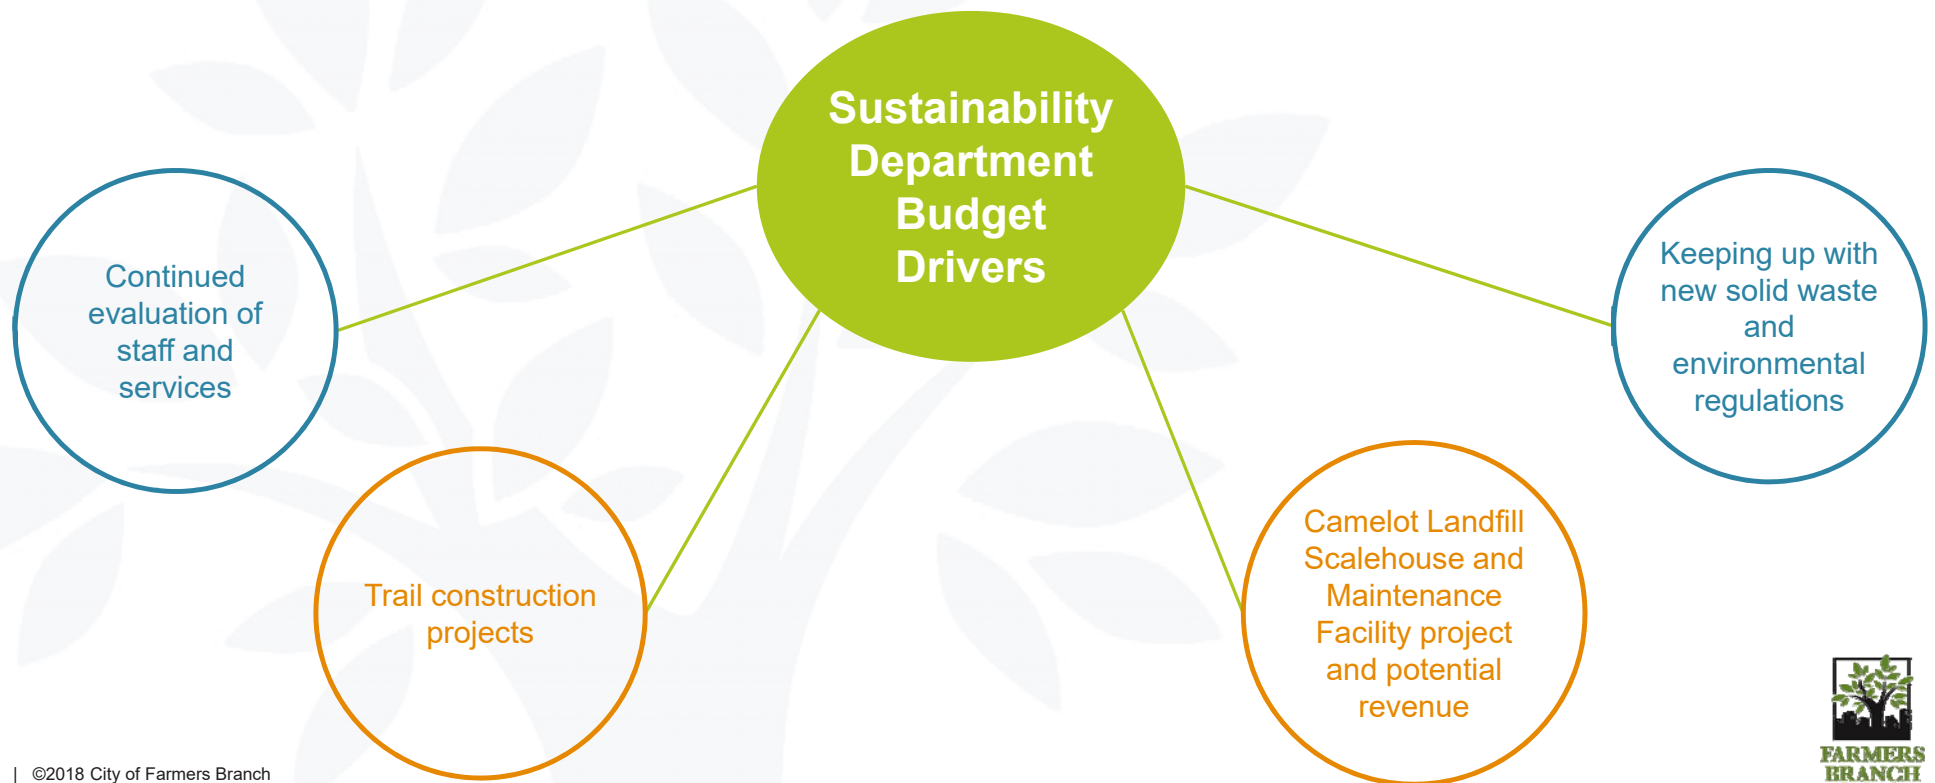 Sustainability
Department
Budget
Drivers
Continued
evaluation of
staff and
services
Trail construction
projects
Camelot Landfill
Scalehouse and
Maintenance
Facility project
and potential
revenue
Keeping up with
new solid waste
and
environmental
regulations
| ©2018 City of Farmers Branch
FARMERS
BRANCH